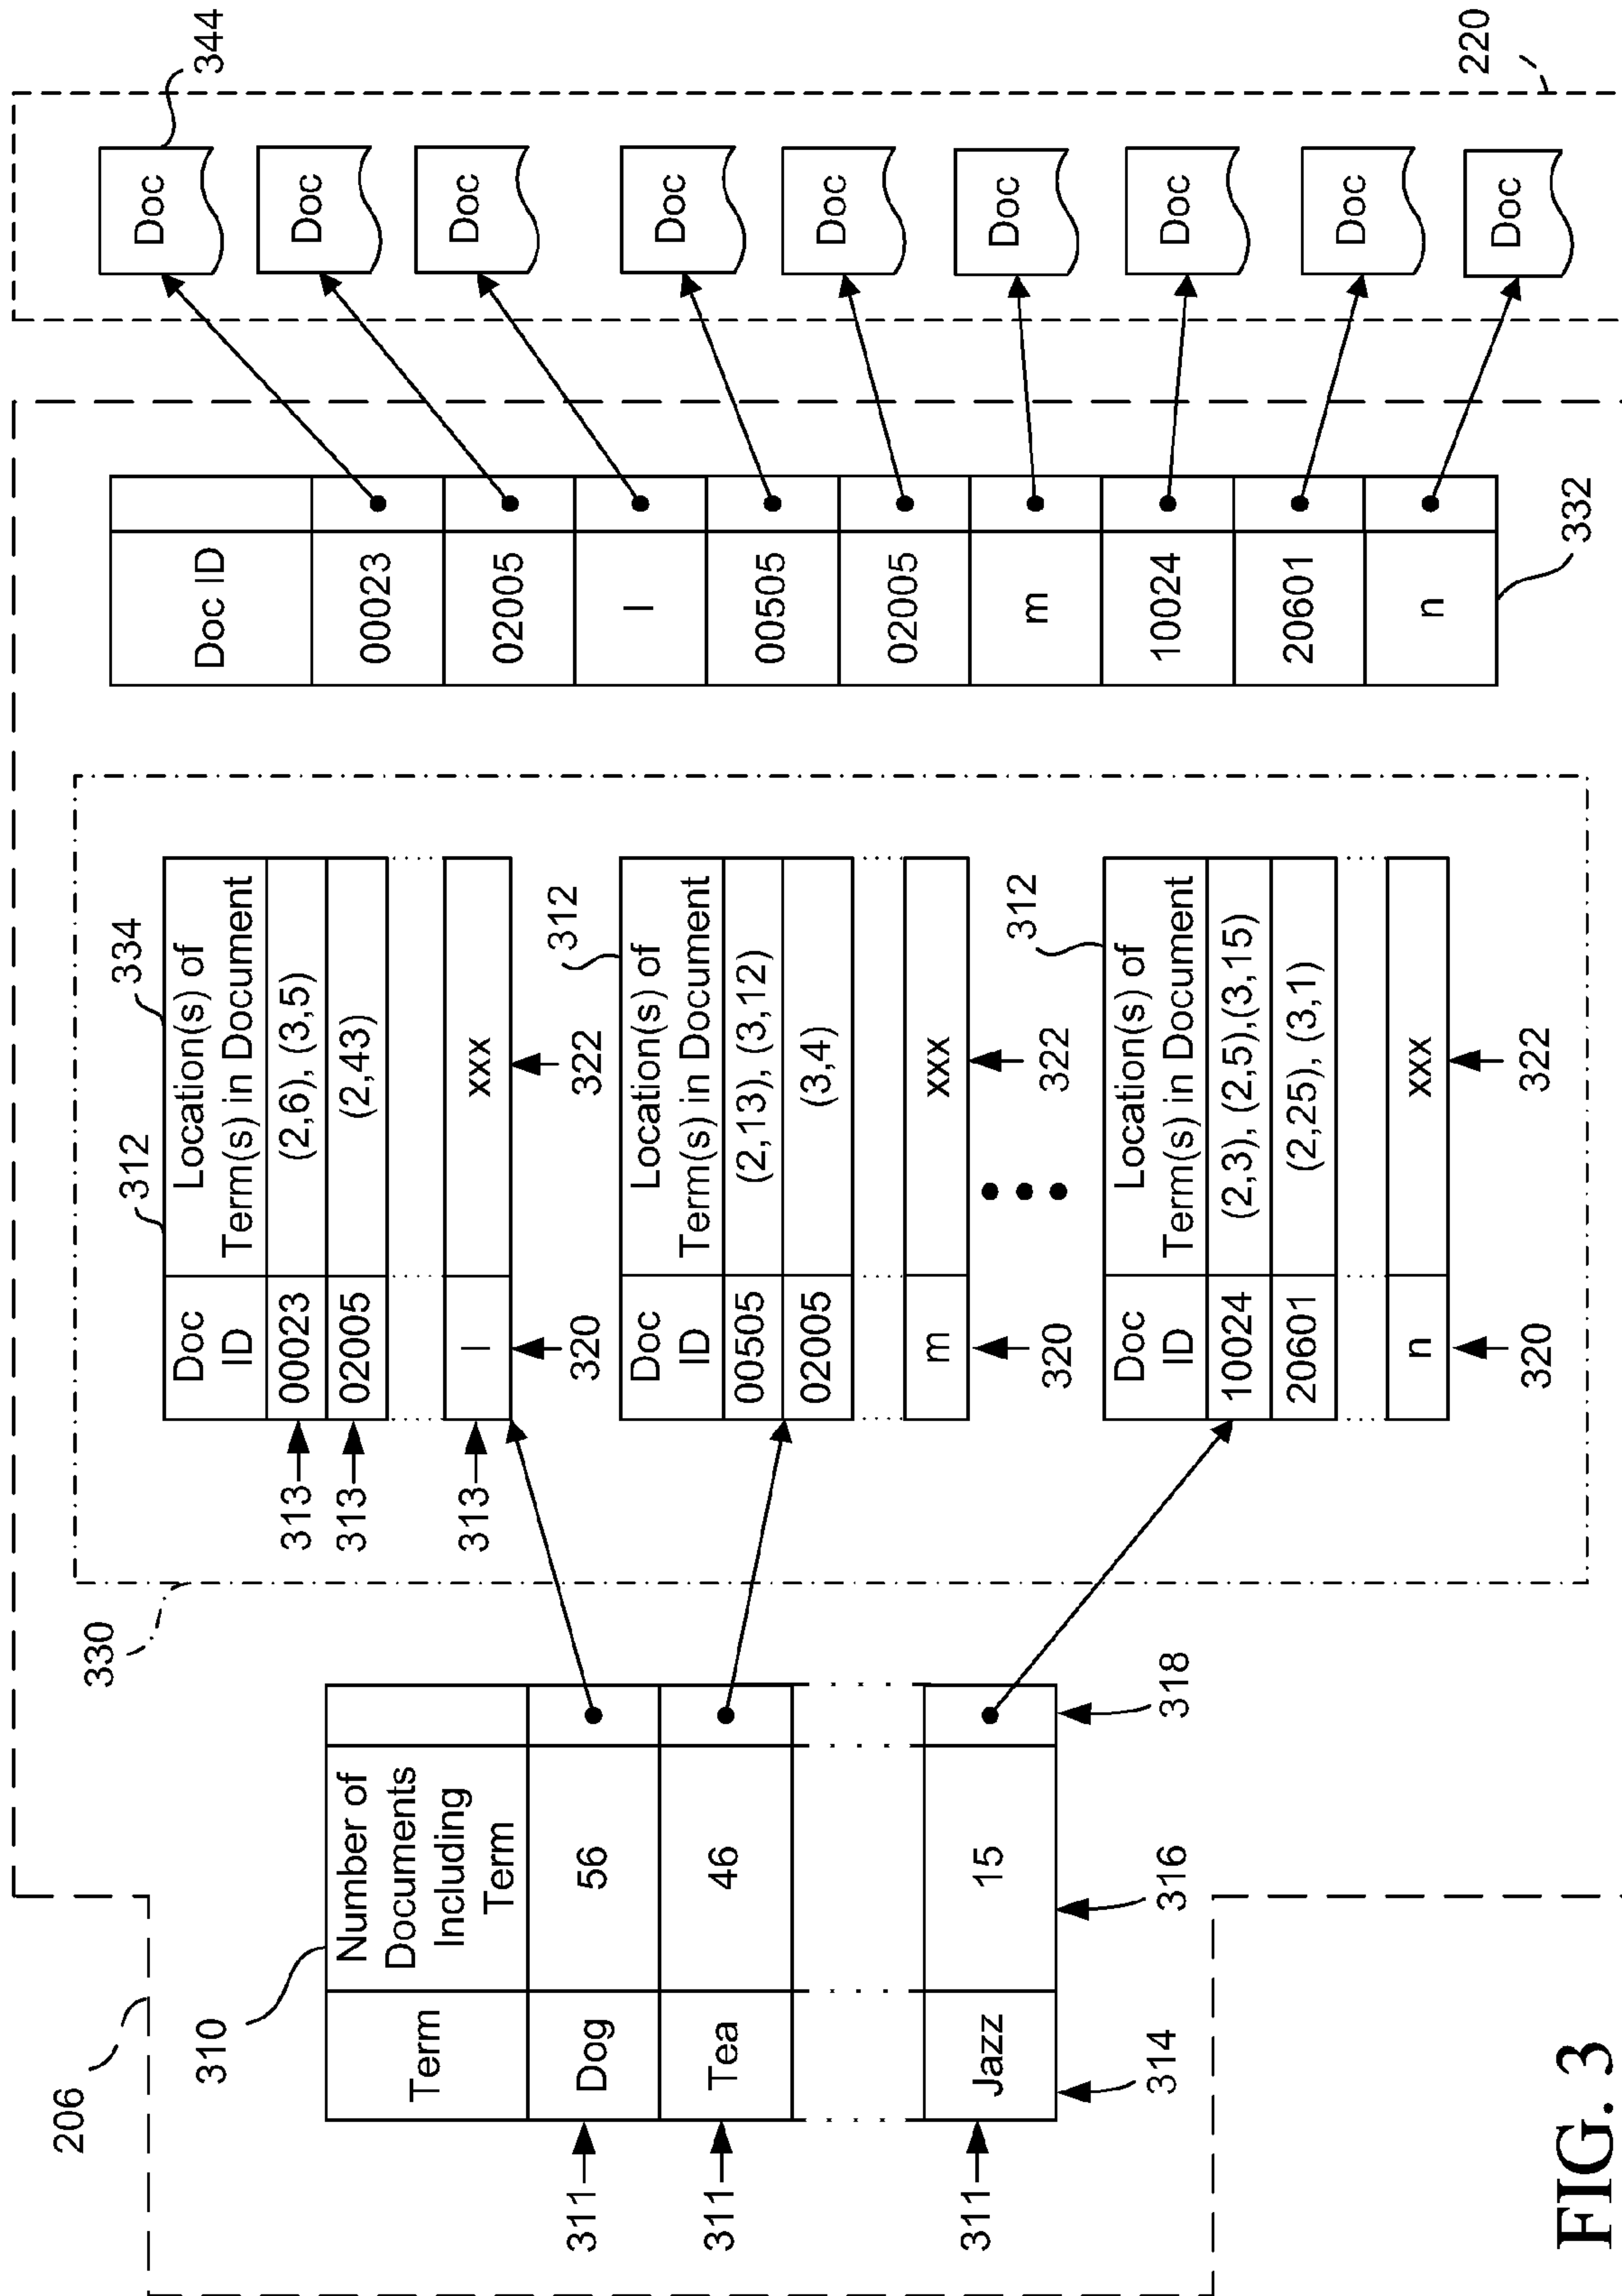 206
310
Term
Number of
Documents
Including
Term
Dog
56
Tea
46
Jazz
15
311
311
311
314
316
318
330
312
334
Doc
ID
Location(s) of
Term(s) in Document
00023
(2,6), (3,5)
02005
(2,43)
l
xxx
313
313
313
320
322
312
Doc
ID
Location(s) of
Term(s) in Document
00505
(2,13), (3,12)
02005
(3,4)
m
xxx
320
322
312
Doc
ID
Location(s) of
Term(s) in Document
10024
(2,3), (2,5),(3,15)
20601
(2,25), (3,1)
n
xxx
320
322
Doc ID
00023
02005
l
00505
02005
m
10024
20601
n
332
344
Doc
Doc
Doc
Doc
Doc
Doc
Doc
Doc
Doc
220
FIG. 3